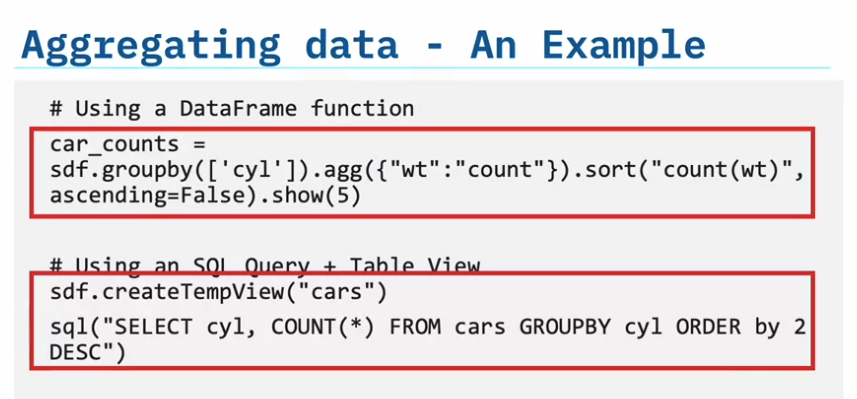 Aggregating data - An Example
# Using a DataFrame function
car_counts =
sdf.groupby(['cyl']).agg({"wt":"count"}).sort("count(wt)",
ascending=False).show(5)
# Using an SQL Query + Table View
sdf.createTempView("cars")
sql("SELECT cyl, COUNT(*) FROM cars GROUPBY cyl ORDER by 2
DESC")